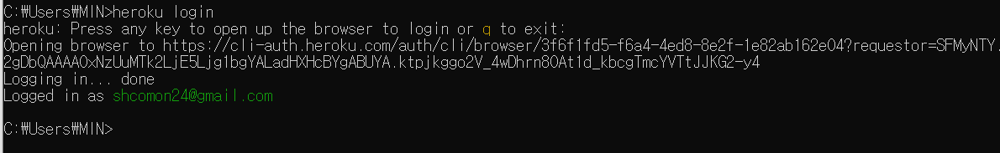 C:₩Users₩MIN>heroku login
heroku: Press any key to open up the browser to login or q to exit:
Opening browser to https://cli-auth.heroku.com/auth/cli/browser/3f6f1fd5-f6a4-4ed8-8e2f-1e82ab162e04?requestor=SFMyNTY.
2gDbQAAAA0xNzUuMTk2LjE5Ljg1bgYALadHXHcBYgABUYA.ktpjkggo2V_4wDhrn8OAt1d_kbcgTmcYVTtJJKG2-y4
Logging in... done
Logged in as shcomon24@gmail.com
C:₩Users₩MIN>